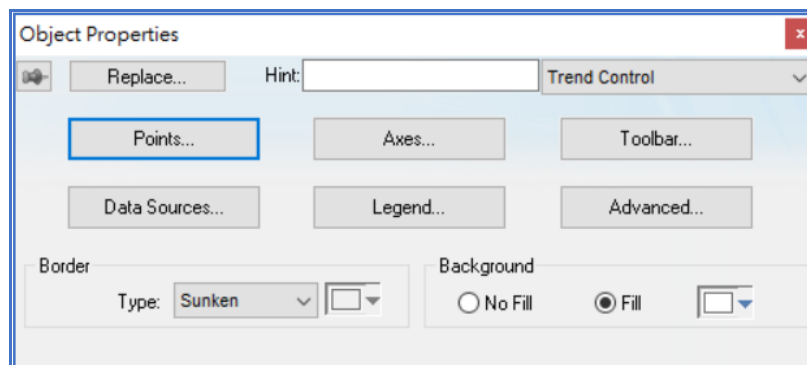 Object Properties x
Replace... Hint: Trend Control
Points... Axes... Toolbar...
Data Sources... Legend... Advanced...
Border Background
Type: Sunken No Fill Fill